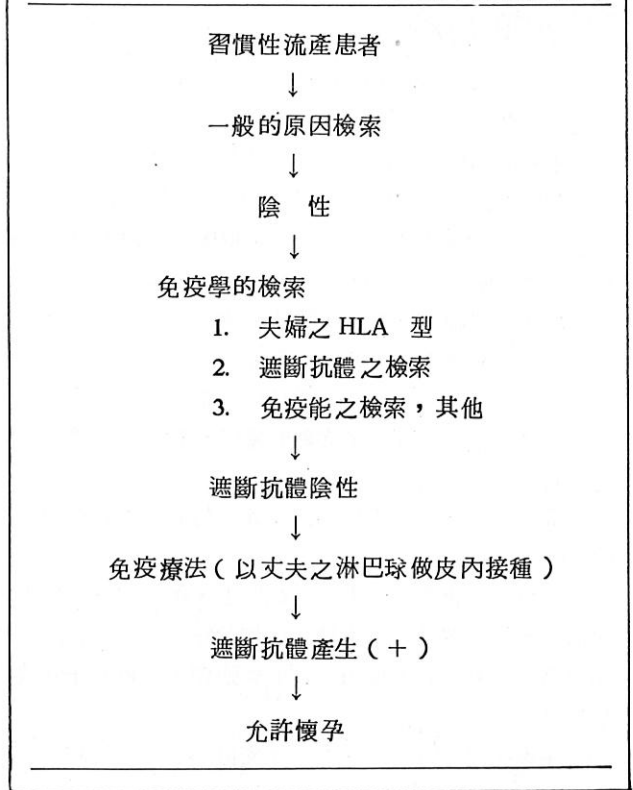 習慣性流產患者
↓
一般的原因檢索
↓
陰 性
↓
免疫學的檢索
1. 夫婦之 HLA 型
2. 遮斷抗體之檢索
3. 免疫能之檢索，其他
↓
遮斷抗體陰性
↓
免疫療法（以丈夫之淋巴球做皮內接種）
↓
遮斷抗體產生（＋）
↓
允許懷孕